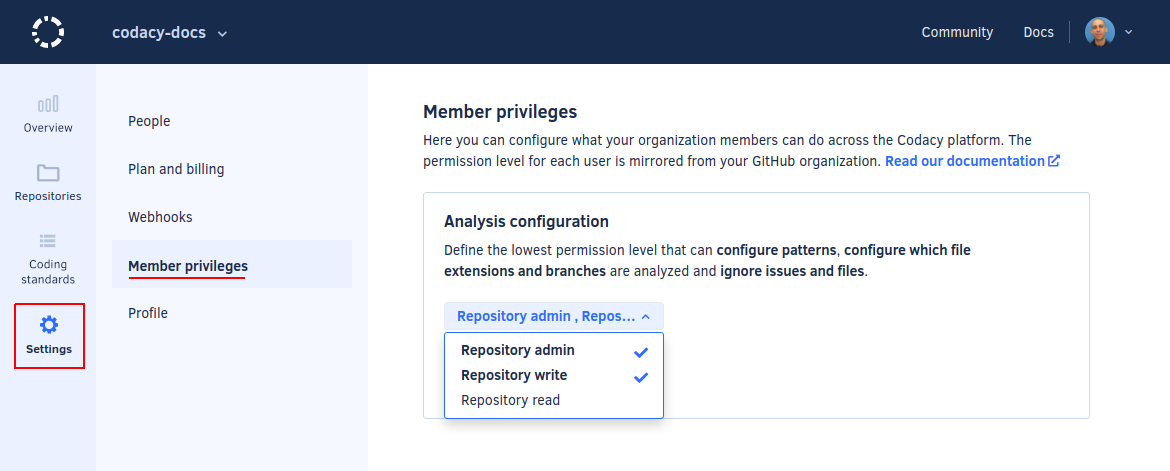 codacy-docs
Community
Docs
Overview
Repositories
Coding
standards
Settings
People
Plan and billing
Webhooks
Member privileges
Profile
Member privileges
Here you can configure what your organization members can do across the Codacy platform. The
permission level for each user is mirrored from your GitHub organization. Read our documentation
Analysis configuration
Define the lowest permission level that can configure patterns, configure which file
extensions and branches are analyzed and ignore issues and files.
Repository admin , Repos...
Repository admin
Repository write
Repository read